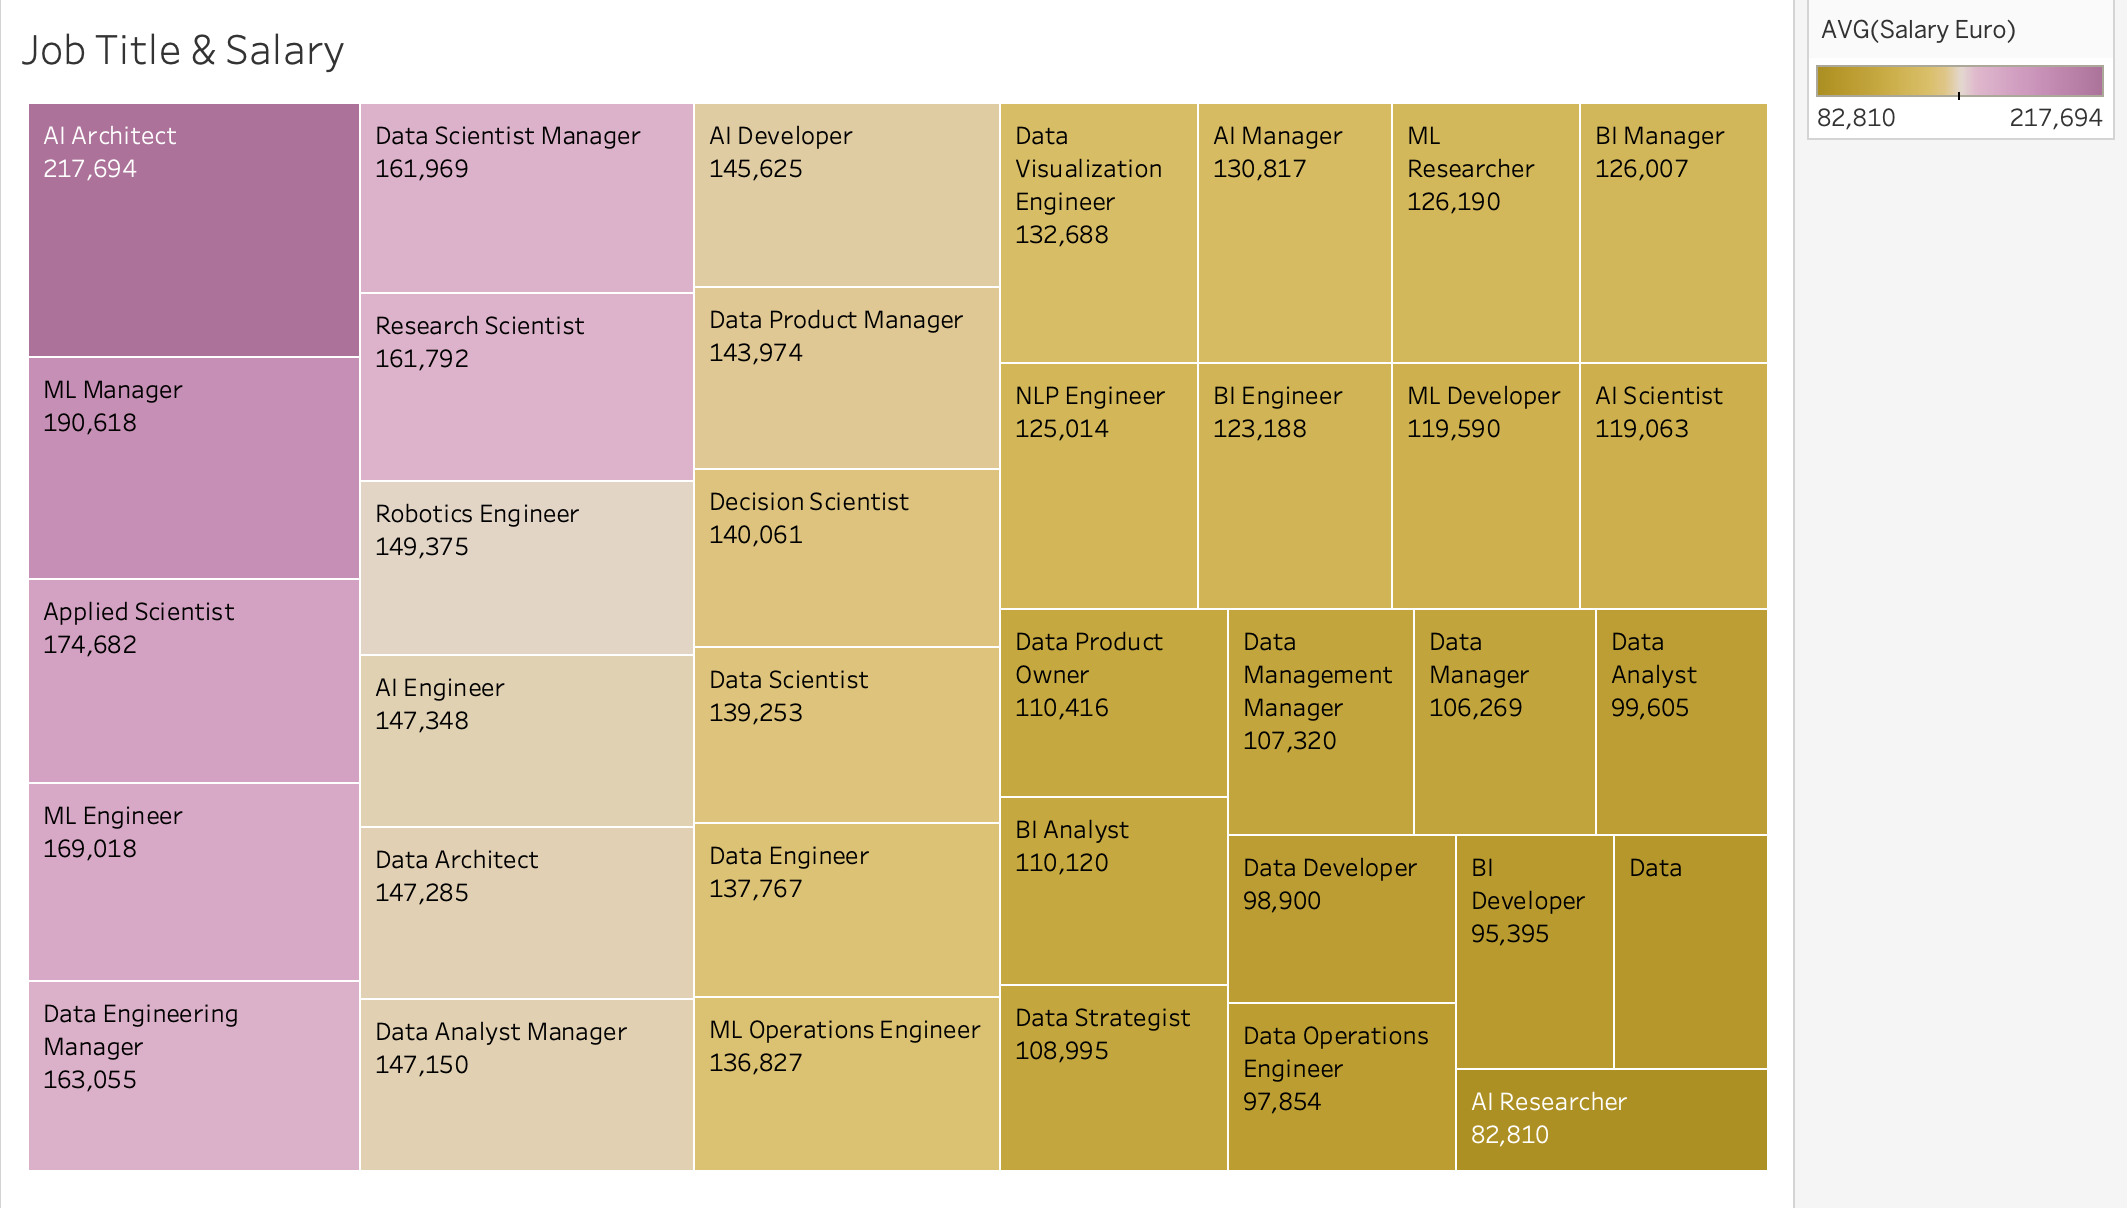 Job Title & Salary
AI Architect
217,694
ML Manager
190,618
Applied Scientist
174,682
ML Engineer
169,018
Data Engineering
Manager
163,055
Data Scientist Manager
161,969
Research Scientist
161,792
Robotics Engineer
149,375
AI Engineer
147,348
Data Architect
147,285
Data Analyst Manager
147,150
AI Developer
145,625
Data Product Manager
143,974
Decision Scientist
140,061
Data Scientist
139,253
Data Engineer
137,767
ML Operations Engineer
136,827
Data
Visualization
Engineer
132,688
AI Manager
130,817
ML
Researcher
126,190
BI Manager
126,007
NLP Engineer
125,014
BI Engineer
123,188
ML Developer
119,590
AI Scientist
119,063
Data Product
Owner
110,416
BI Analyst
110,120
Data Strategist
108,995
Data
Management
Manager
107,320
Data
Manager
106,269
Data
Analyst
99,605
Data Developer
98,900
Data Operations
Engineer
97,854
BI
Developer
95,395
Data
AI Researcher
82,810
AVG(Salary Euro)
82,810
217,694